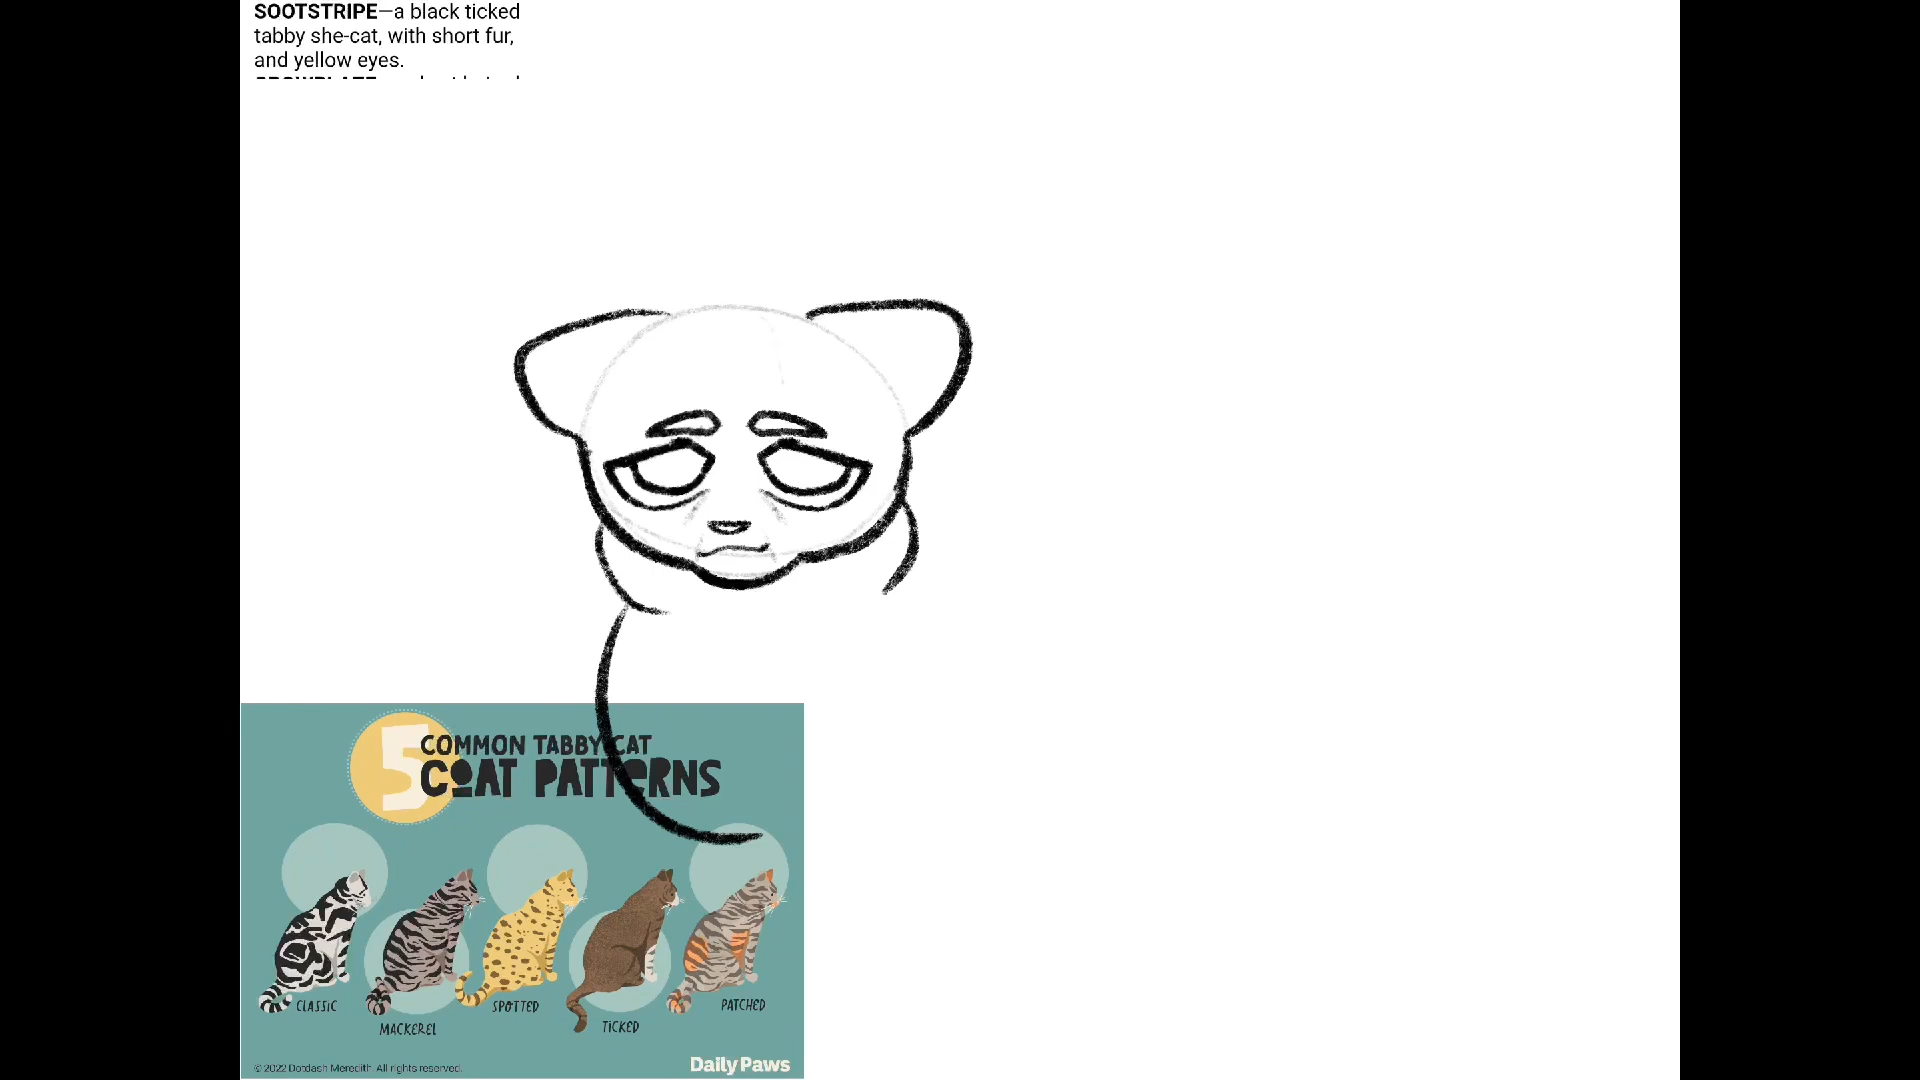 SOOTSTRIPE—a black ticked
tabby she-cat, with short fur,
and yellow eyes.
5 COMMON TABBY CAT
COAT PATTERNS
CLASSIC
MACKEREL
SPOTTED
TICKED
PATCHED
© 2022 Dotdash Meredith. All rights reserved.
Daily Paws